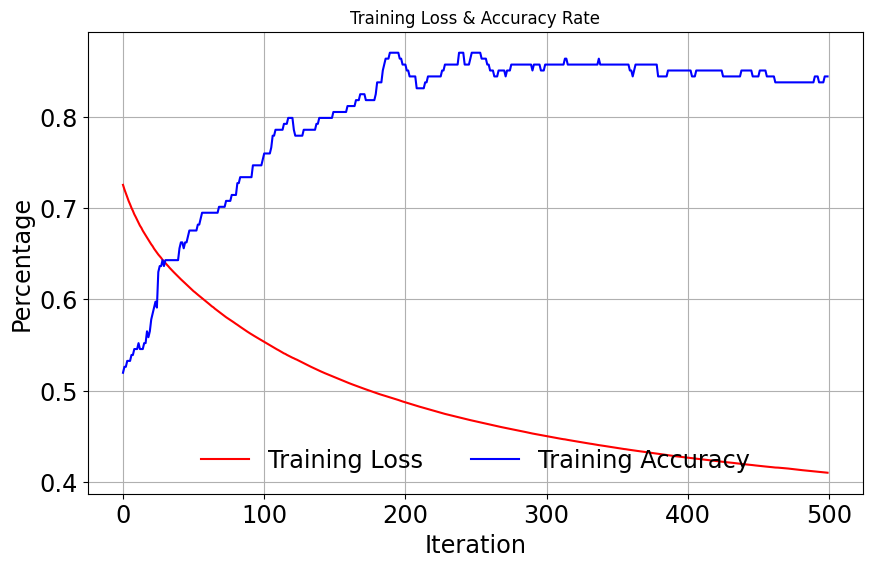 Training Loss & Accuracy Rate
Percentage
0.8
0.7
0.6
0.5
0.4
Training Loss
Training Accuracy
0 100 200 300 400 500
Iteration